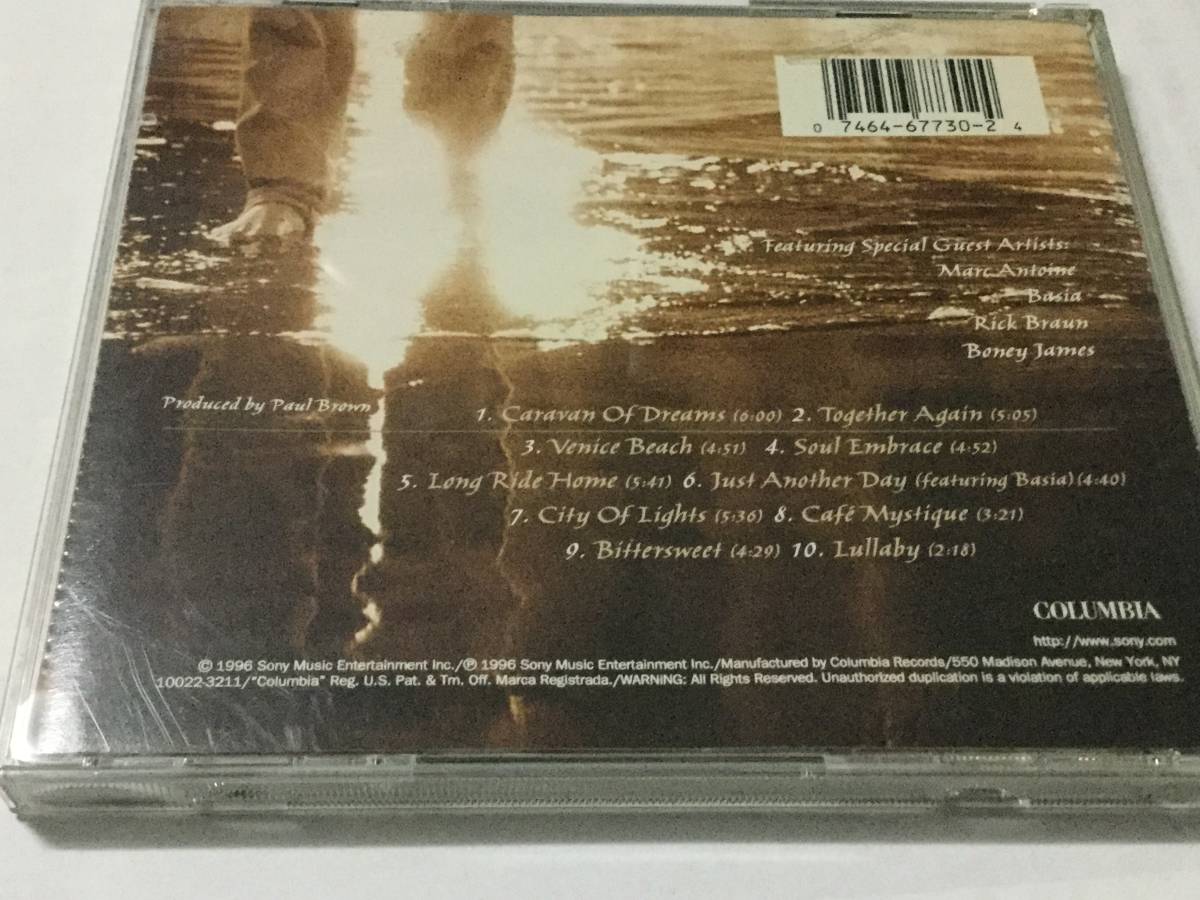 0 7464-67730-2 4
Featuring Special Guest Artists:
Marc Antoine
Basia
Rick Braun
Boney James
Produced by Paul Brown
1. Caravan Of Dreams (6:00) 2. Together Again (5:05)
3. Venice Beach (4:51) 4. Soul Embrace (4:52)
5. Long Ride Home (5:41) 6. Just Another Day (featuring Basia) (4:40)
7. City Of Lights (5:36) 8. Café Mystique (3:21)
9. Bittersweet (4:29) 10. Lullaby (2:18)
COLUMBIA
http://www.sony.com
© 1996 Sony Music Entertainment Inc./℗ 1996 Sony Music Entertainment Inc./Manufactured by Columbia Records/550 Madison Avenue, New York, NY
10022-3211/"Columbia" Reg. U.S. Pat. & Tm. Off. Marca Registrada./WARNING: All Rights Reserved. Unauthorized duplication is a violation of applicable laws.